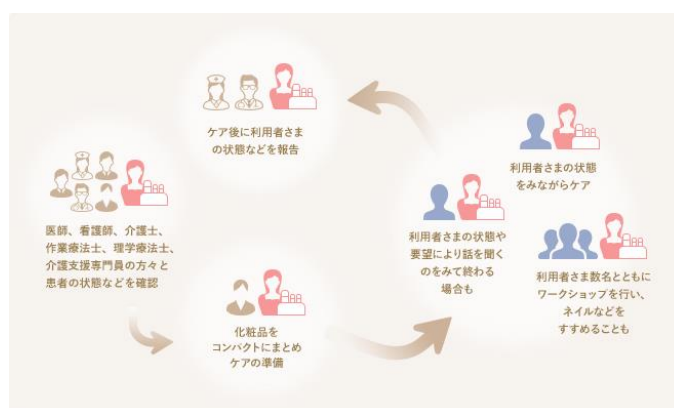 ケア後に利用者さま
の状態などを報告
医師、看護師、介護士、
作業療法士、理学療法士、
介護支援専門員の方々と
患者の状態などを確認
化粧品を
コンパクトにまとめ
ケアの準備
利用者さまの状態や
要望により話を聞く
のをみて終わる
場合も
利用者さまの状態
をみながらケア
利用者さま数名とともに
ワークショップを行い、
ネイルなどを
すすめることも